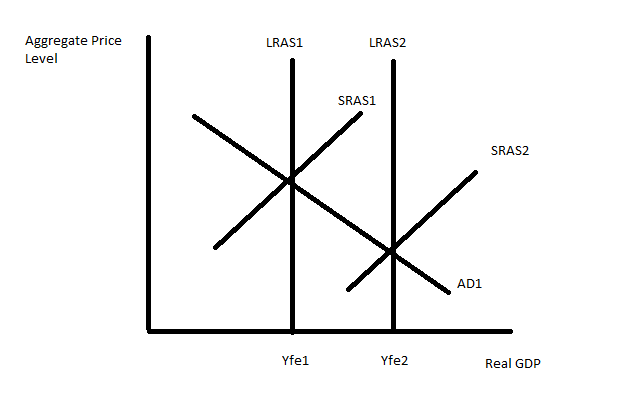 Aggregate Price
Level
LRAS1
LRAS2
SRAS1
SRAS2
AD1
Yfe1
Yfe2
Real GDP